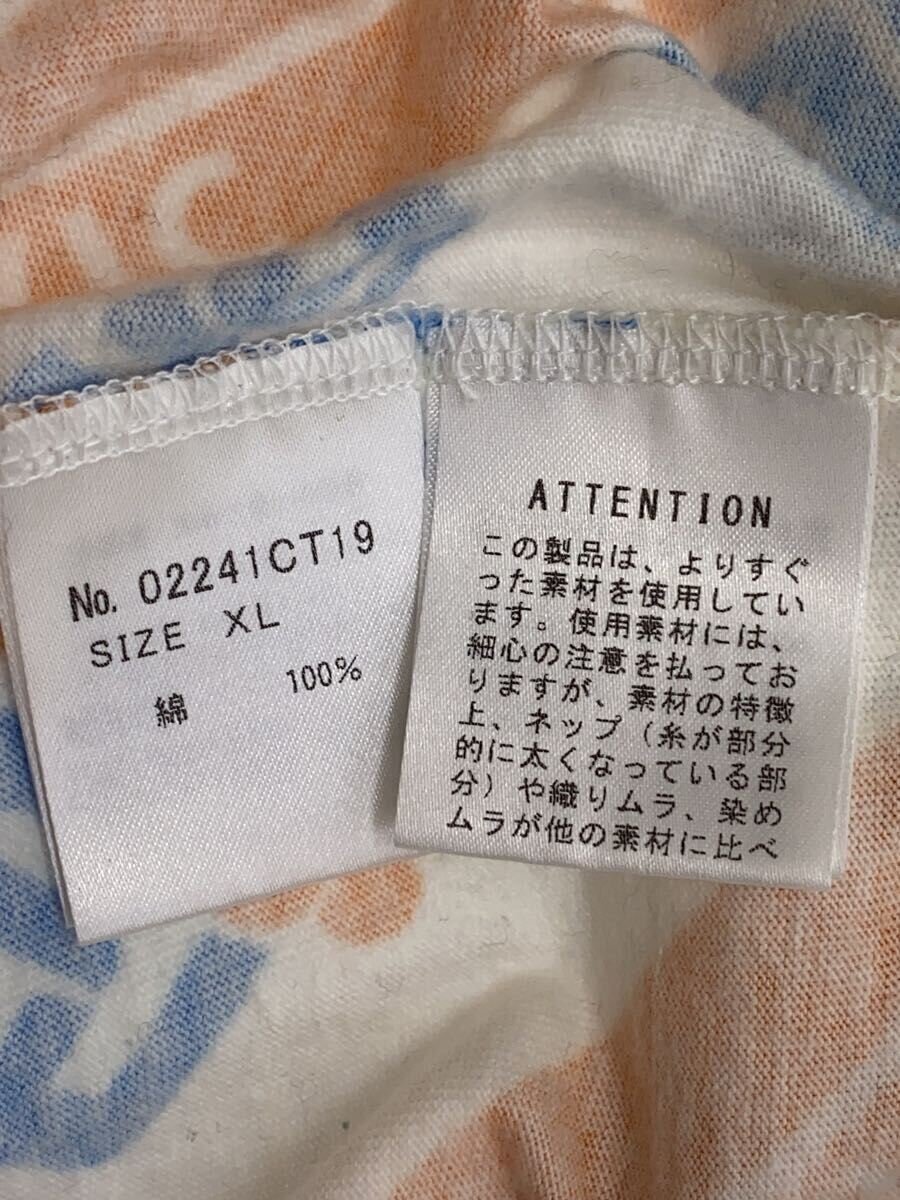 No. 02241CT19
SIZE XL
綿 100%
ATTENTION
この製品は、よりすぐ
った素材を使用してい
ます。使用素材には、
細心の注意を払ってお
りますが、素材の特徴
上、ネップ（糸が部分
的に太くなっている部
分）や織りムラ、染め
ムラが他の素材に比べ